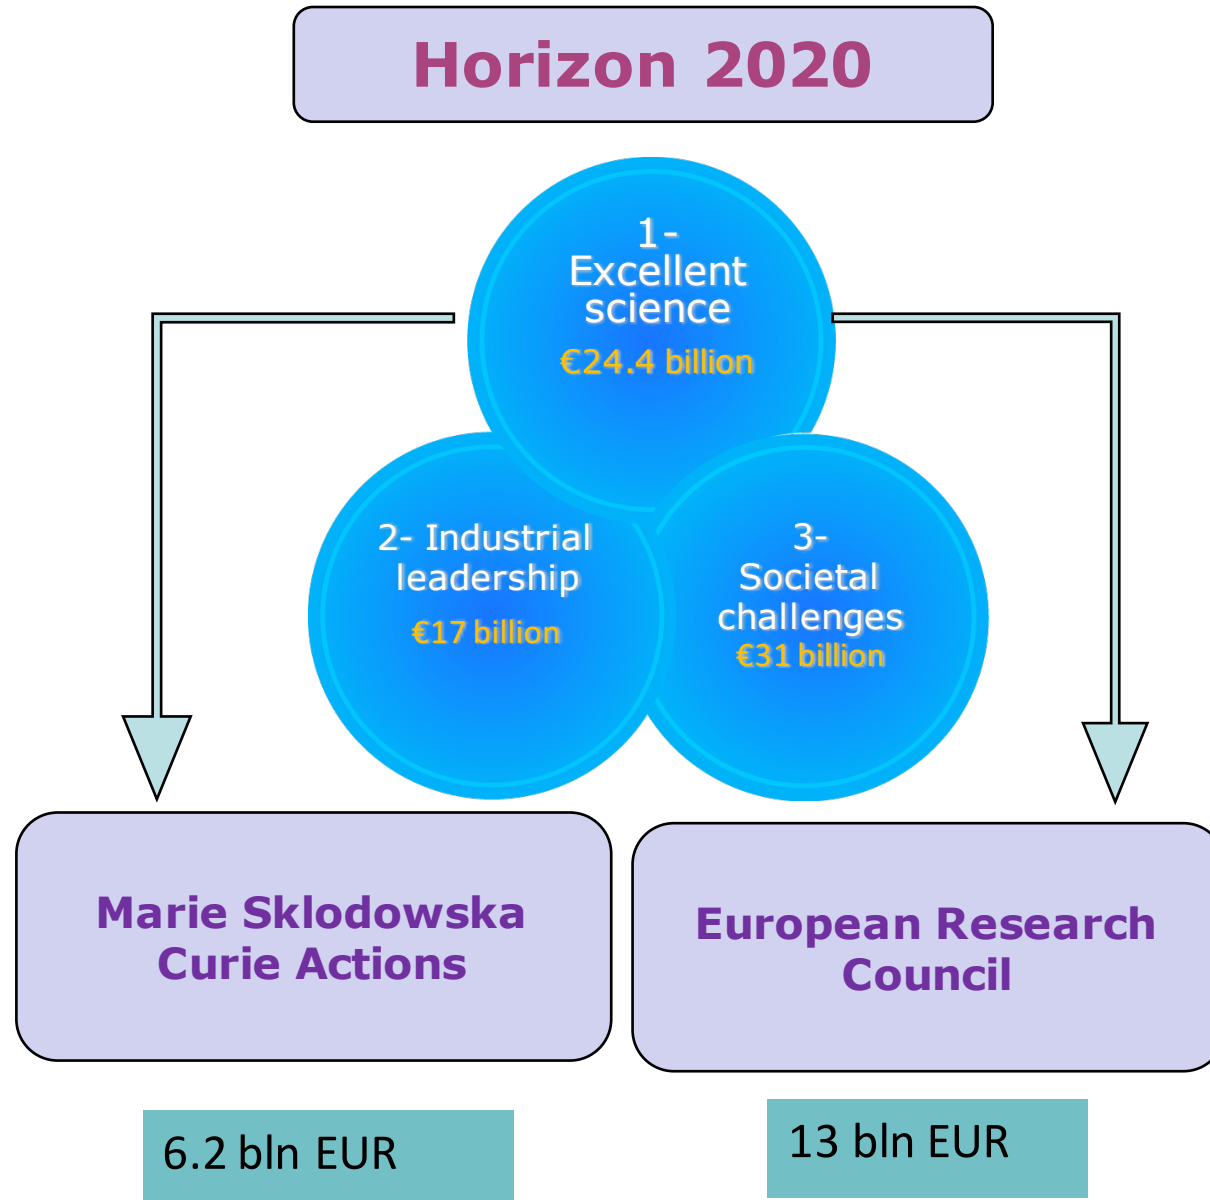 Horizon 2020
1-
Excellent
science
€24.4 billion
2- Industrial
leadership
€17 billion
3-
Societal
challenges
€31 billion
Marie Sklodowska
Curie Actions
European Research
Council
6.2 bln EUR
13 bln EUR